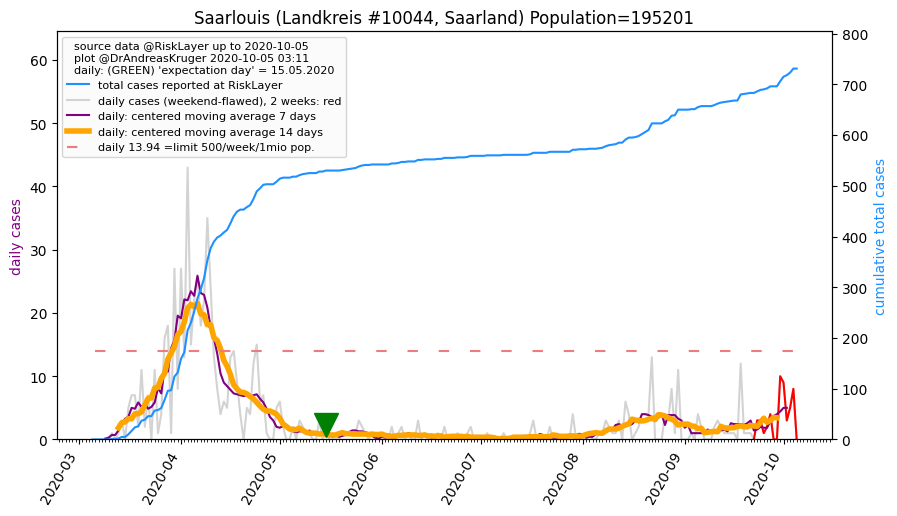 Saarlouis (Landkreis #10044, Saarland) Population=195201
source data @RiskLayer up to 2020-10-05
plot @DrAndreasKruger 2020-10-05 03:11
daily: (GREEN) 'expectation day' = 15.05.2020
total cases reported at RiskLayer
daily cases (weekend-flawed), 2 weeks: red
daily: centered moving average 7 days
daily: centered moving average 14 days
daily 13.94 =limit 500/week/1mio pop.
daily cases
60
50
40
30
20
10
0
cumulative total cases
800
700
600
500
400
300
200
100
0
2020-03
2020-04
2020-05
2020-06
2020-07
2020-08
2020-09
2020-10